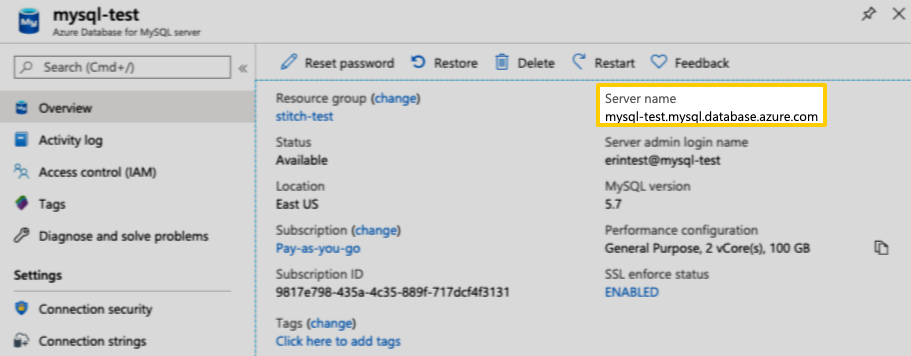 mysql-test
Azure Database for MySQL server
Search (Cmd+/)
«
Overview
Activity log
Access control (IAM)
Tags
Diagnose and solve problems
Settings
Connection security
Connection strings
Reset password
Restore
Delete
Restart
Feedback
Resource group (change)
stitch-test
Status
Available
Location
East US
Subscription (change)
Pay-as-you-go
Subscription ID
9817e798-435a-4c35-889f-717dcf4f3131
Tags (change)
Click here to add tags
Server name
mysql-test.mysql.database.azure.com
Server admin login name
erintest@mysql-test
MySQL version
5.7
Performance configuration
General Purpose, 2 vCore(s), 100 GB
SSL enforce status
ENABLED